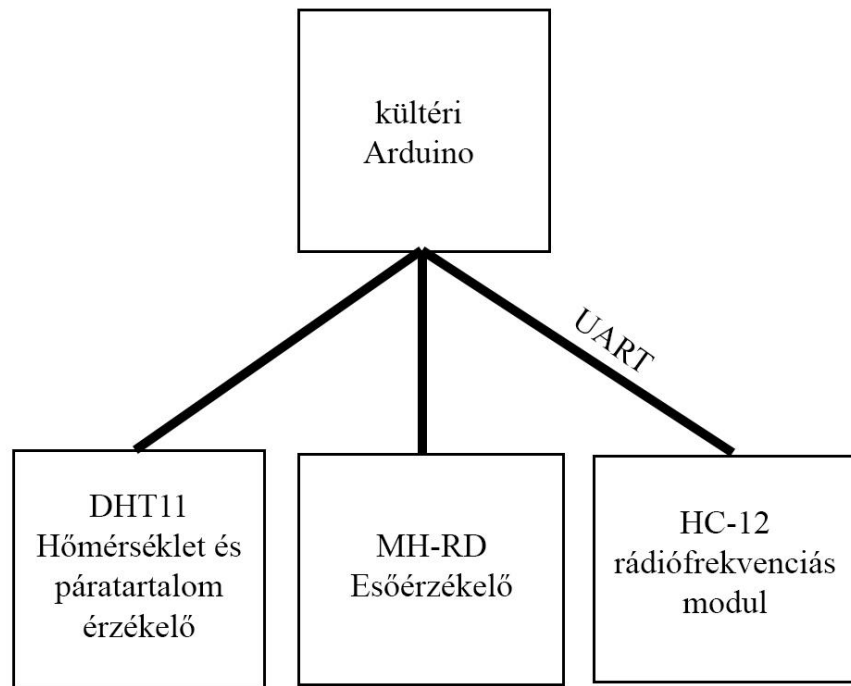 kültéri
Arduino
UART
DHT11
Hőmérséklet és
páratartalom
érzékelő
MH-RD
Esőérzékelő
HC-12
rádiófrekvenciás
modul